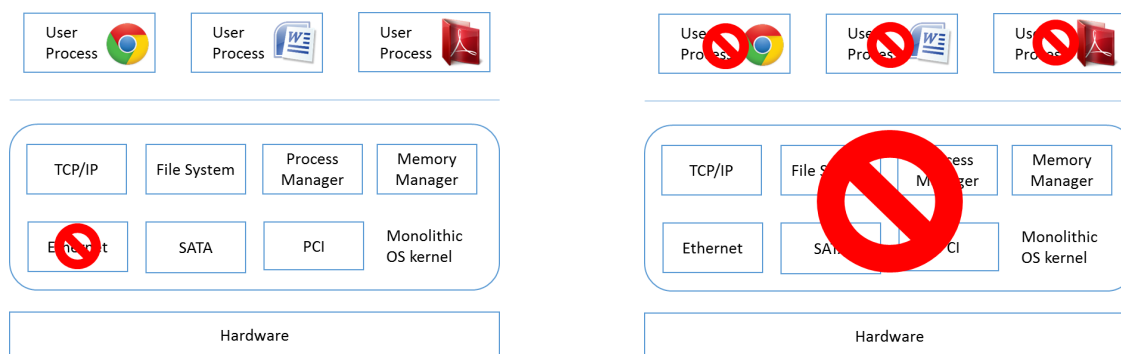 User
Process
User
Process
User
Process
TCP/IP
File System
Process
Manager
Memory
Manager
SATA
PCI
Monolithic
OS kernel
Hardware
TCP/IP
File
Memory
Manager
Ethernet
Monolithic
OS kernel
Hardware